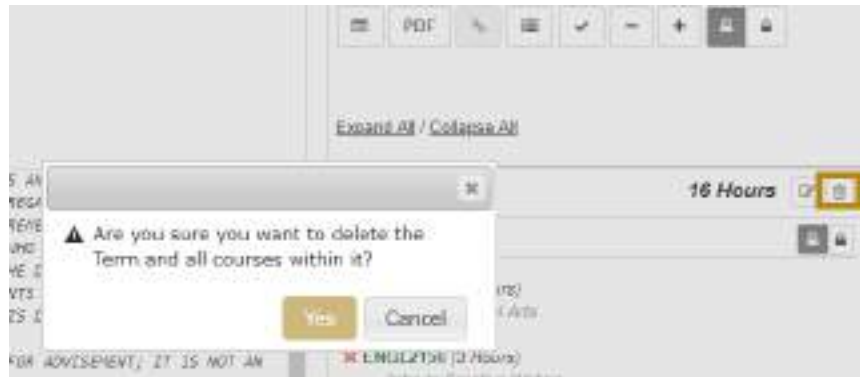 PDF
Expand All / Collapse All
16 Hours
Are you sure you want to delete the
Term and all courses within it?
Yes
Cancel
FOR ADVISEMENT; IT IS NOT AN